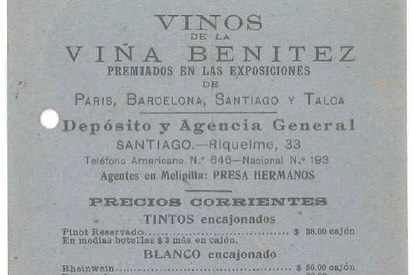 VINOS
DE LA
VIÑA BENITEZ
PREMIADOS EN LAS EXPOSICIONES
DE
PARIS, BARCELONA, SANTIAGO Y TALCA
Depósito y Agencia General
SANTIAGO.—Riquelme, 33
Teléfono Americano N.º 646—Nacional N.º 193
Agentes en Melipilla: PRESA HERMANOS
PRECIOS CORRIENTES
TINTOS encajonados
Pinot Reservado. $ 38.00 cajón
En medias botellas $ 3 más en cajón.
BLANCO encajonado
Rheinwein $ 50.00 cajón